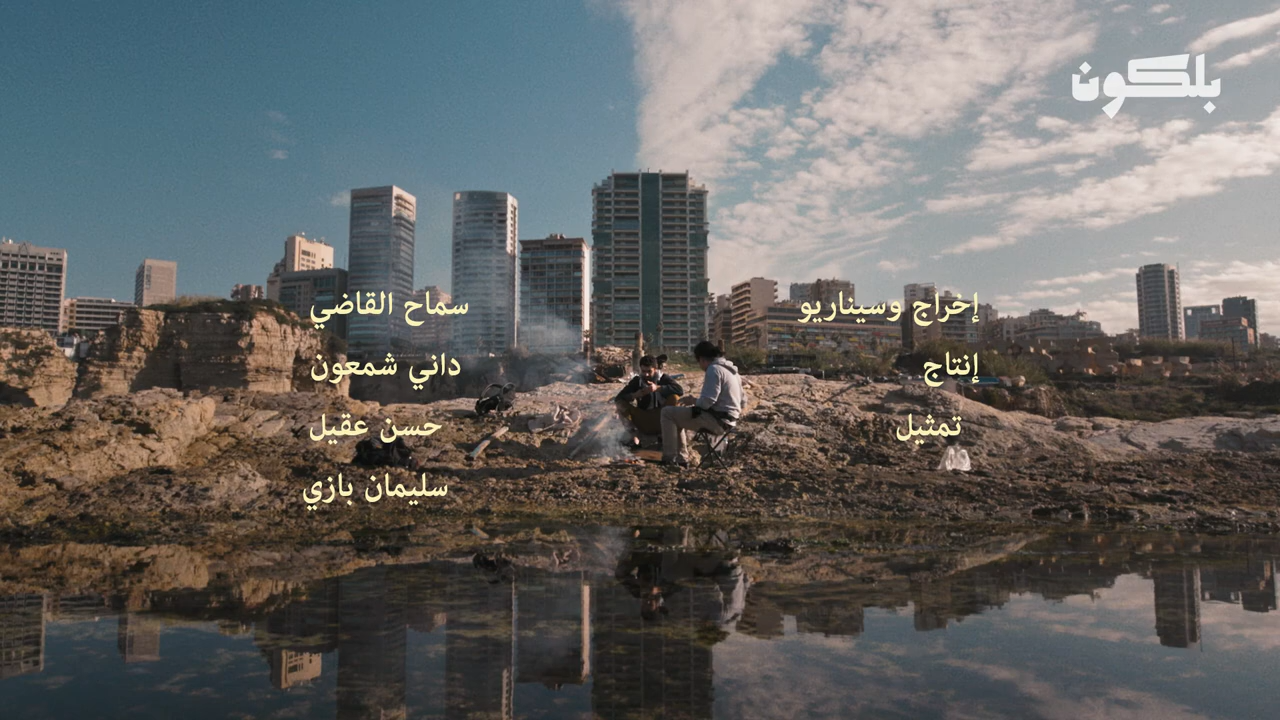 بلكون
إخراج وسيناريو سماح القاضي
إنتاج داني شمعون
تمثيل حسن عقيل
سليمان بازي